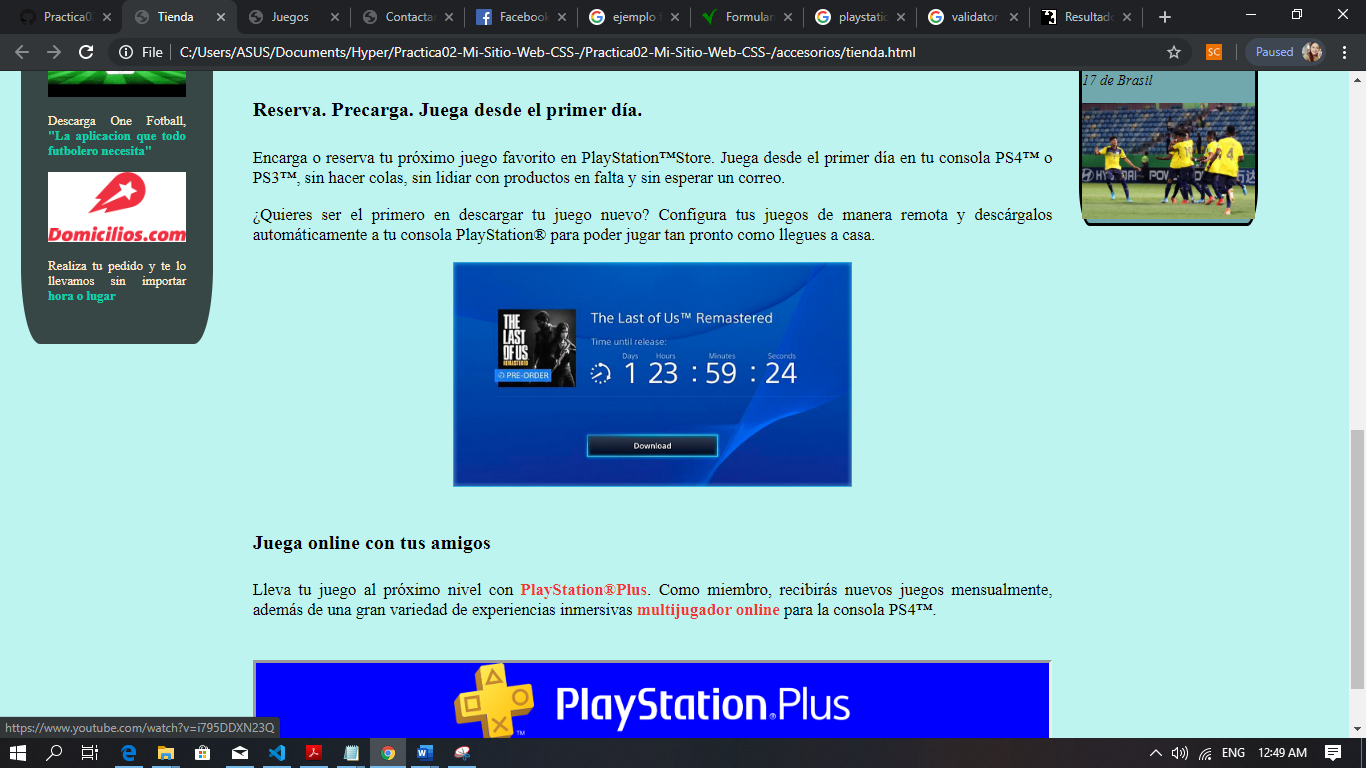 Practica0
Tienda
Juegos
Contacta
Facebook
ejemplo f
Formular
playstatio
validator
Resultado
File
C:/Users/ASUS/Documents/Hyper/Practica02-Mi-Sitio-Web-CSS-/Practica02-Mi-Sitio-Web-CSS-/accesorios/tienda.html
SC
Paused
Descarga One Fotball,
"La aplicacion que todo
futbolero necesita"
Domicilios.com
Realiza tu pedido y te lo
llevamos sin importar
hora o lugar
Reserva. Precarga. Juega desde el primer día.
Encarga o reserva tu próximo juego favorito en PlayStation™Store. Juega desde el primer día en tu consola PS4™ o
PS3™, sin hacer colas, sin lidiar con productos en falta y sin esperar un correo.
¿Quieres ser el primero en descargar tu juego nuevo? Configura tus juegos de manera remota y descárgalos
automáticamente a tu consola PlayStation® para poder jugar tan pronto como llegues a casa.
THE
LAST
OF US
REMASTERED
PRE-ORDER
The Last of Us™ Remastered
Time until release:
Days Hours Minutes Seconds
1 23 : 59 : 24
Download
Juega online con tus amigos
Lleva tu juego al próximo nivel con PlayStation®Plus. Como miembro, recibirás nuevos juegos mensualmente,
además de una gran variedad de experiencias inmersivas multijugador online para la consola PS4™.
PlayStation®Plus
17 de Brasil
HYUNDAI
4
https://www.youtube.com/watch?v=i795DDXN23Q
ENG
12:49 AM